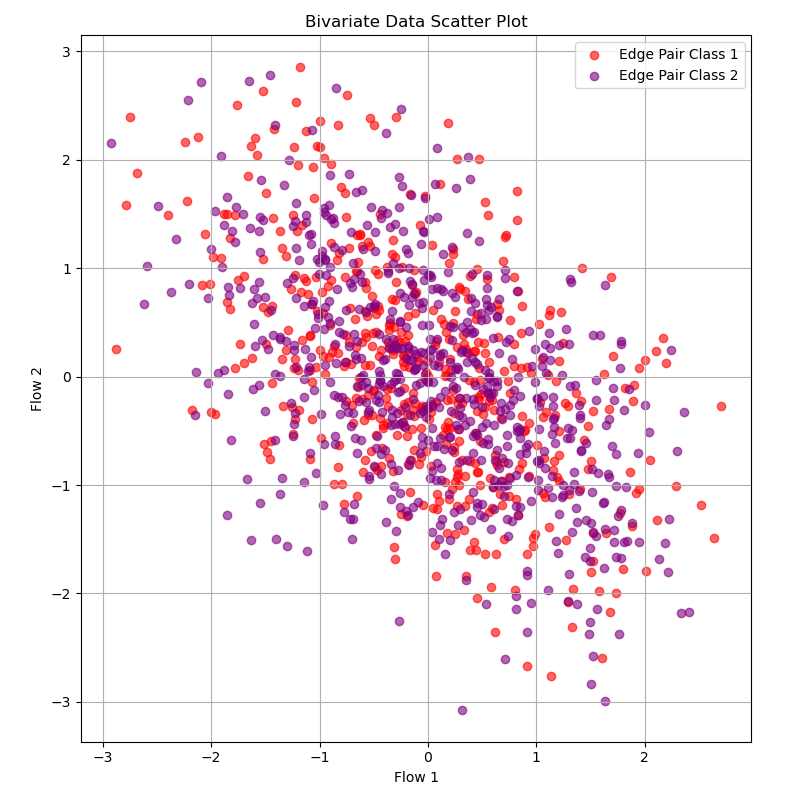 Bivariate Data Scatter Plot
Edge Pair Class 1
Edge Pair Class 2
3
2
1
0
−1
−2
−3
Flow 2
−3 −2 −1 0 1 2
Flow 1